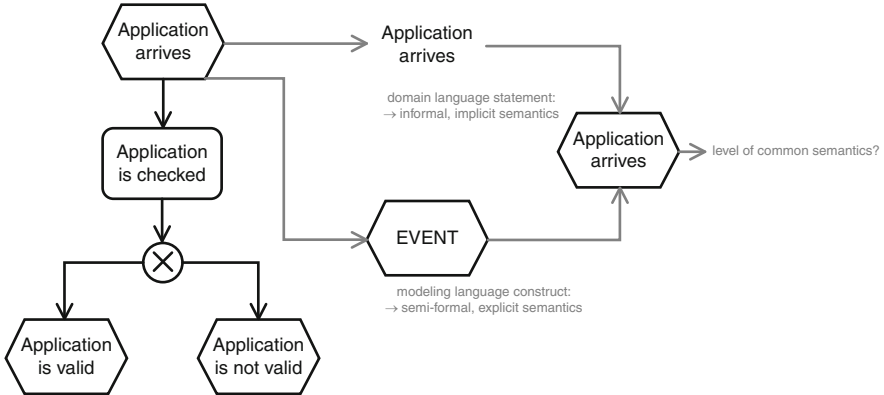 Application
arrives
Application
arrives
domain language statement:
→ informal, implicit semantics
Application
arrives
level of common semantics?
Application
is checked
EVENT
modeling language construct:
→ semi-formal, explicit semantics
Application
is valid
Application
is not valid